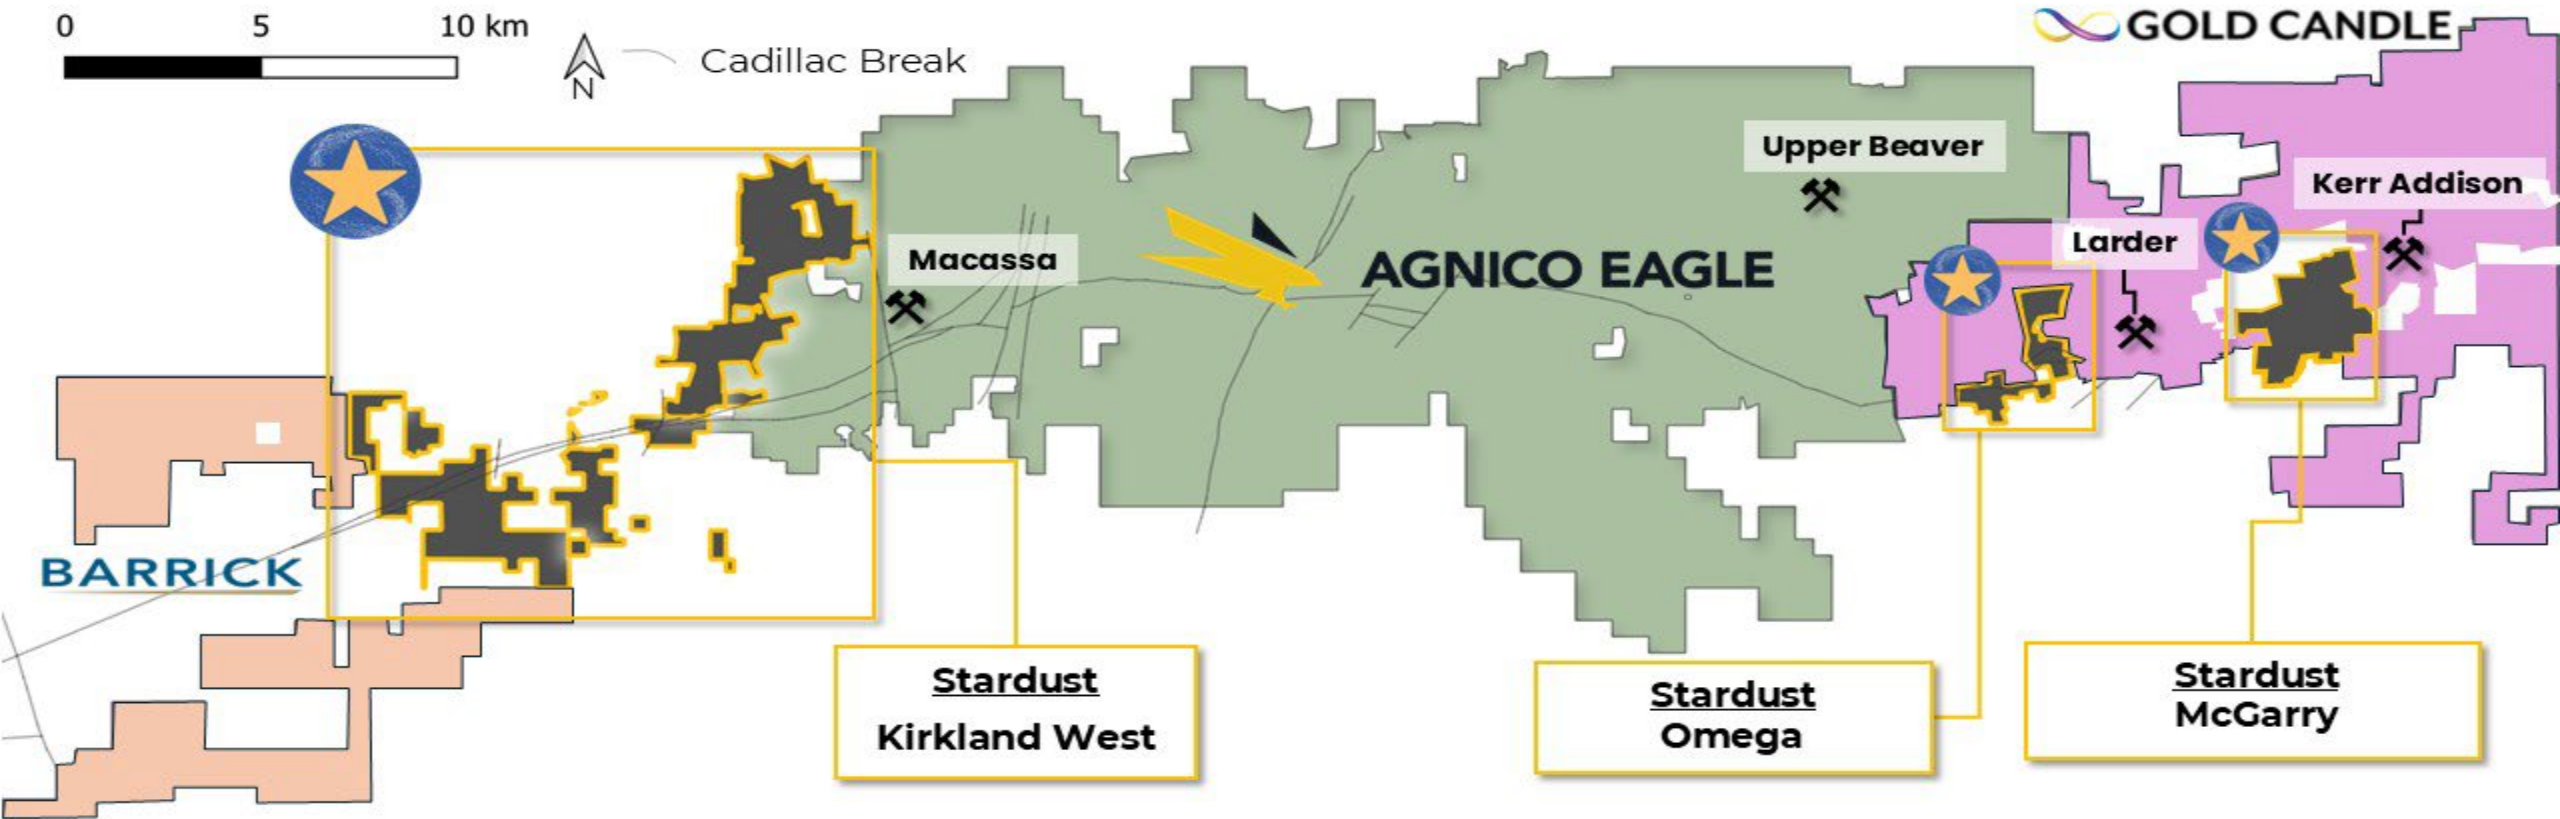 0 5 10 km
N
Cadillac Break
GOLD CANDLE
Upper Beaver
Kerr Addison
Larder
Macassa
AGNICO EAGLE
BARRICK
Stardust
Kirkland West
Stardust
Omega
Stardust
McGarry